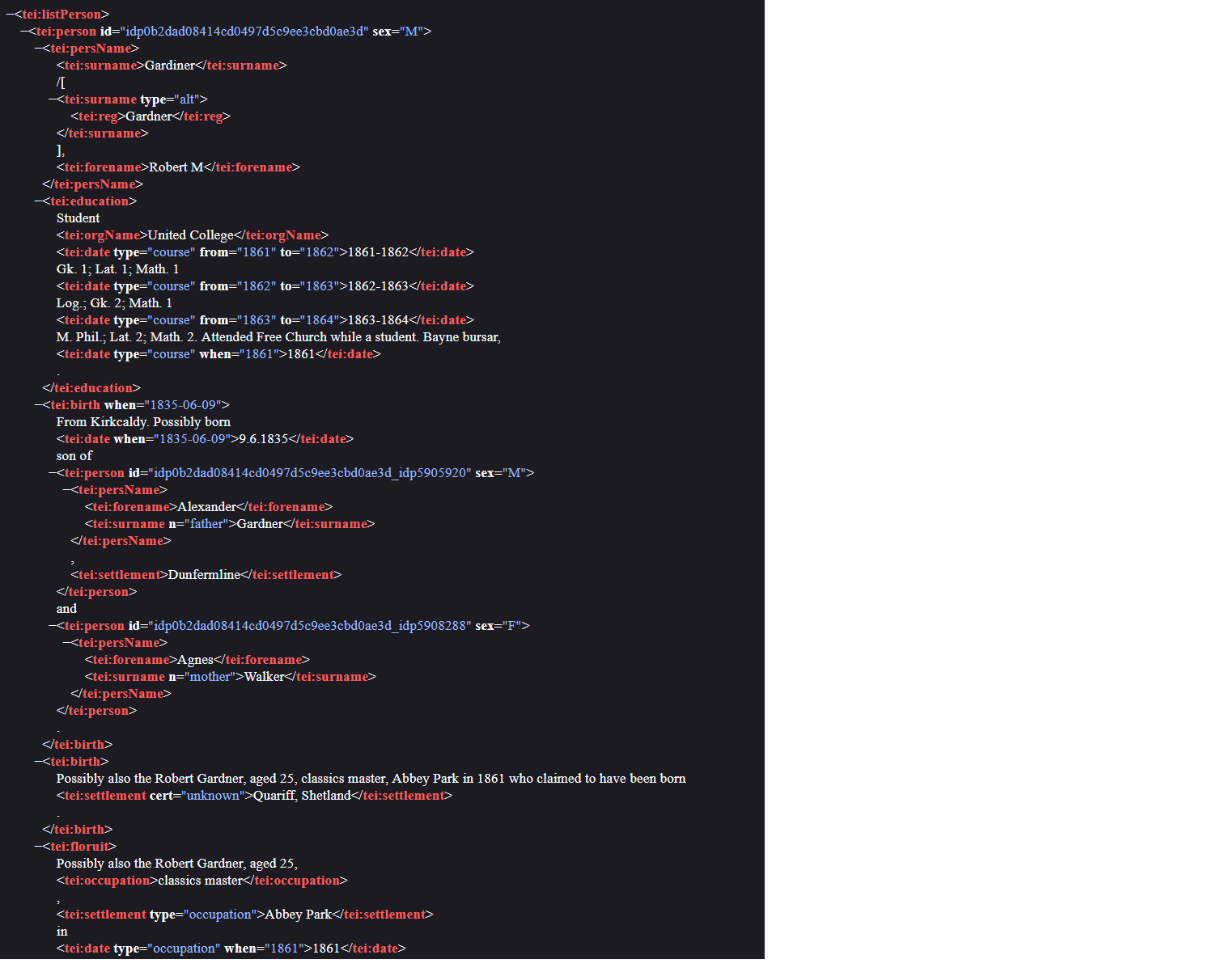 −<tei:listPerson>
−<tei:person id="idp0b2dad08414cd0497d5c9ee3cbd0ae3d" sex="M">
−<tei:persName>
<tei:surname>Gardiner</tei:surname>
/[
−<tei:surname type="alt">
<tei:reg>Gardner</tei:reg>
</tei:surname>
],
<tei:forename>Robert M</tei:forename>
</tei:persName>
−<tei:education>
Student
<tei:orgName>United College</tei:orgName>
<tei:date type="course" from="1861" to="1862">1861-1862</tei:date>
Gk. 1; Lat. 1; Math. 1
<tei:date type="course" from="1862" to="1863">1862-1863</tei:date>
Log.; Gk. 2; Math. 1
<tei:date type="course" from="1863" to="1864">1863-1864</tei:date>
M. Phil.; Lat. 2; Math. 2. Attended Free Church while a student. Bayne bursar,
<tei:date type="course" when="1861">1861</tei:date>
.
</tei:education>
−<tei:birth when="1835-06-09">
From Kirkcaldy. Possibly born
<tei:date when="1835-06-09">9.6.1835</tei:date>
son of
−<tei:person id="idp0b2dad08414cd0497d5c9ee3cbd0ae3d_idp5905920" sex="M">
−<tei:persName>
<tei:forename>Alexander</tei:forename>
<tei:surname n="father">Gardner</tei:surname>
</tei:persName>
,
<tei:settlement>Dunfermline</tei:settlement>
</tei:person>
and
−<tei:person id="idp0b2dad08414cd0497d5c9ee3cbd0ae3d_idp5908288" sex="F">
−<tei:persName>
<tei:forename>Agnes</tei:forename>
<tei:surname n="mother">Walker</tei:surname>
</tei:persName>
</tei:person>
.
</tei:birth>
−<tei:birth>
Possibly also the Robert Gardner, aged 25, classics master, Abbey Park in 1861 who claimed to have been born
<tei:settlement cert="unknown">Quariff, Shetland</tei:settlement>
.
</tei:birth>
−<tei:floruit>
Possibly also the Robert Gardner, aged 25,
<tei:occupation>classics master</tei:occupation>
,
<tei:settlement type="occupation">Abbey Park</tei:settlement>
in
<tei:date type="occupation" when="1861">1861</tei:date>